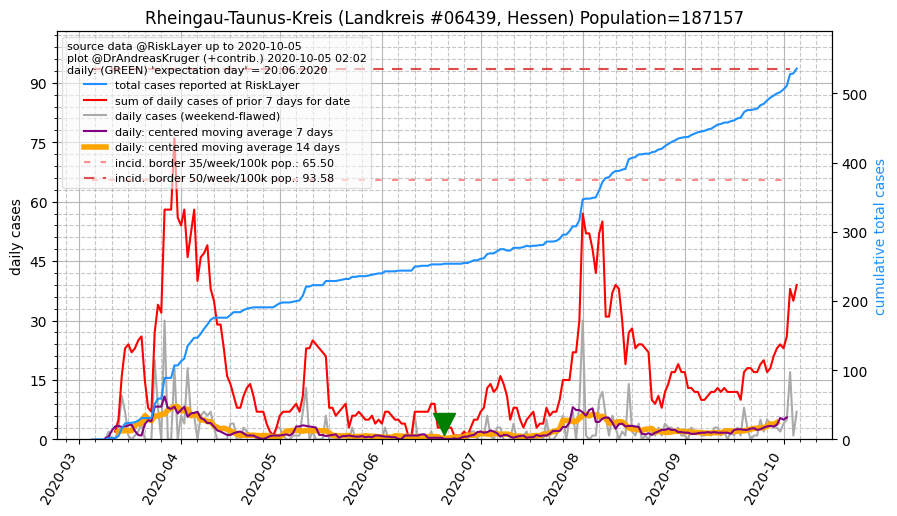 Rheingau-Taunus-Kreis (Landkreis #06439, Hessen) Population=187157
source data @RiskLayer up to 2020-10-05
plot @DrAndreasKruger (+contrib.) 2020-10-05 02:02
daily: (GREEN) 'expectation day' = 20.06.2020
total cases reported at RiskLayer
sum of daily cases of prior 7 days for date
daily cases (weekend-flawed)
daily: centered moving average 7 days
daily: centered moving average 14 days
incid. border 35/week/100k pop.: 65.50
incid. border 50/week/100k pop.: 93.58
daily cases
90
75
60
45
30
15
0
cumulative total cases
500
400
300
200
100
0
2020-03
2020-04
2020-05
2020-06
2020-07
2020-08
2020-09
2020-10